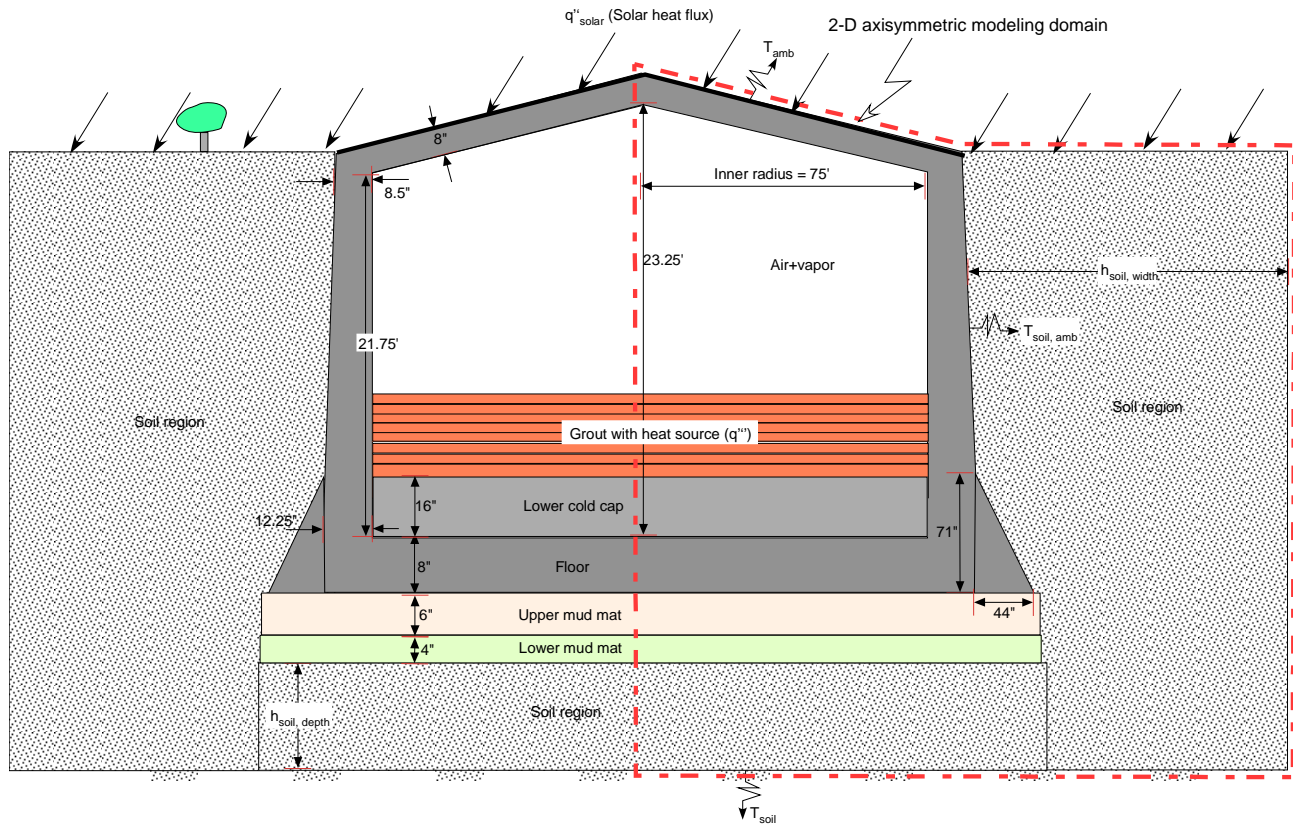 q"solar (Solar heat flux)
2-D axisymmetric modeling domain
Tamb
8"
8.5"
Inner radius = 75'
23.25'
Air+vapor
hsoil, width
Tsoil, amb
21.75'
Soil region
Soil region
Grout with heat source (q"')
16"
Lower cold cap
12.25"
71"
8"
Floor
6"
Upper mud mat
44"
4"
Lower mud mat
hsoil, depth
Soil region
Tsoil